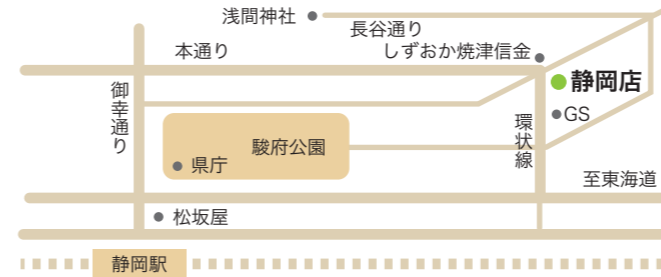 浅間神社
長谷通り
本通り
しずおか焼津信金
静岡店
御幸通り
GS
環状線
駿府公園
県庁
至東海道
松坂屋
静岡駅